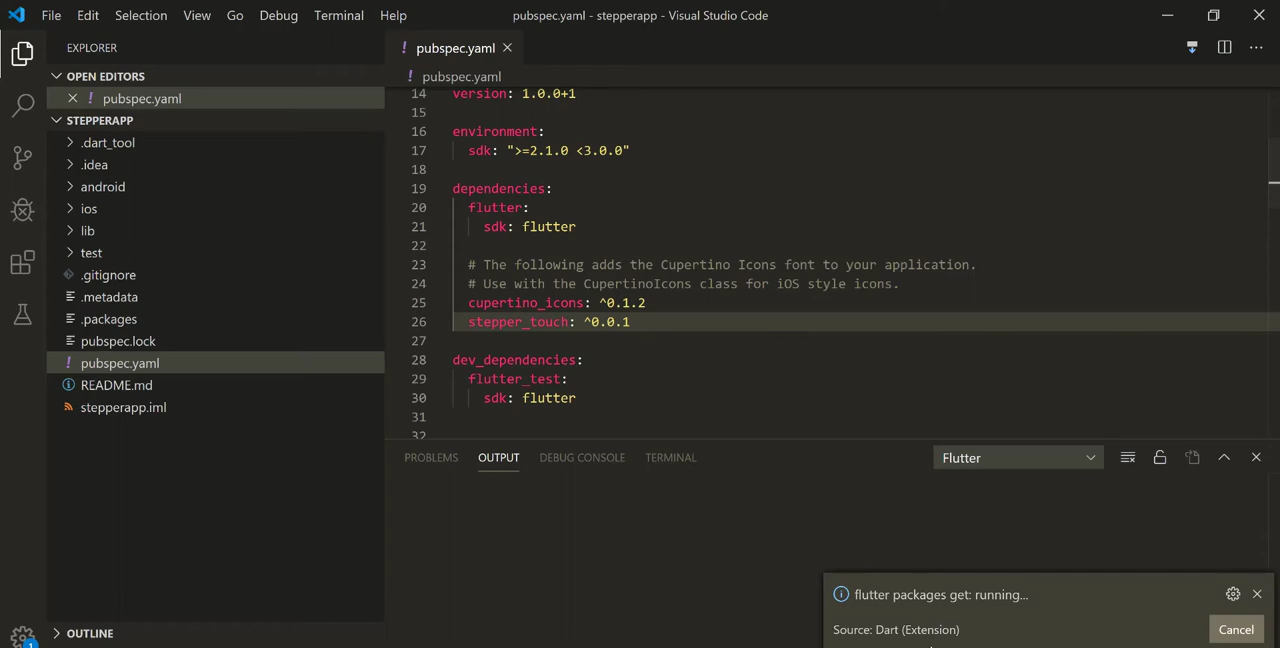 File Edit Selection View Go Debug Terminal Help
pubspec.yaml - stepperapp - Visual Studio Code
EXPLORER
OPEN EDITORS
! pubspec.yaml
STEPPERAPP
.dart_tool
.idea
android
ios
lib
test
.gitignore
.metadata
.packages
pubspec.lock
! pubspec.yaml
README.md
stepperapp.iml
OUTLINE
1
! pubspec.yaml
! pubspec.yaml
14 version: 1.0.0+1
15
16 environment:
17 sdk: ">=2.1.0 <3.0.0"
18
19 dependencies:
20 flutter:
21 sdk: flutter
22
23 # The following adds the Cupertino Icons font to your application.
24 # Use with the CupertinoIcons class for iOS style icons.
25 cupertino_icons: ^0.1.2
26 stepper_touch: ^0.0.1
27
28 dev_dependencies:
29 flutter_test:
30 sdk: flutter
31
32
PROBLEMS OUTPUT DEBUG CONSOLE TERMINAL
Flutter
flutter packages get: running...
Source: Dart (Extension)
Cancel